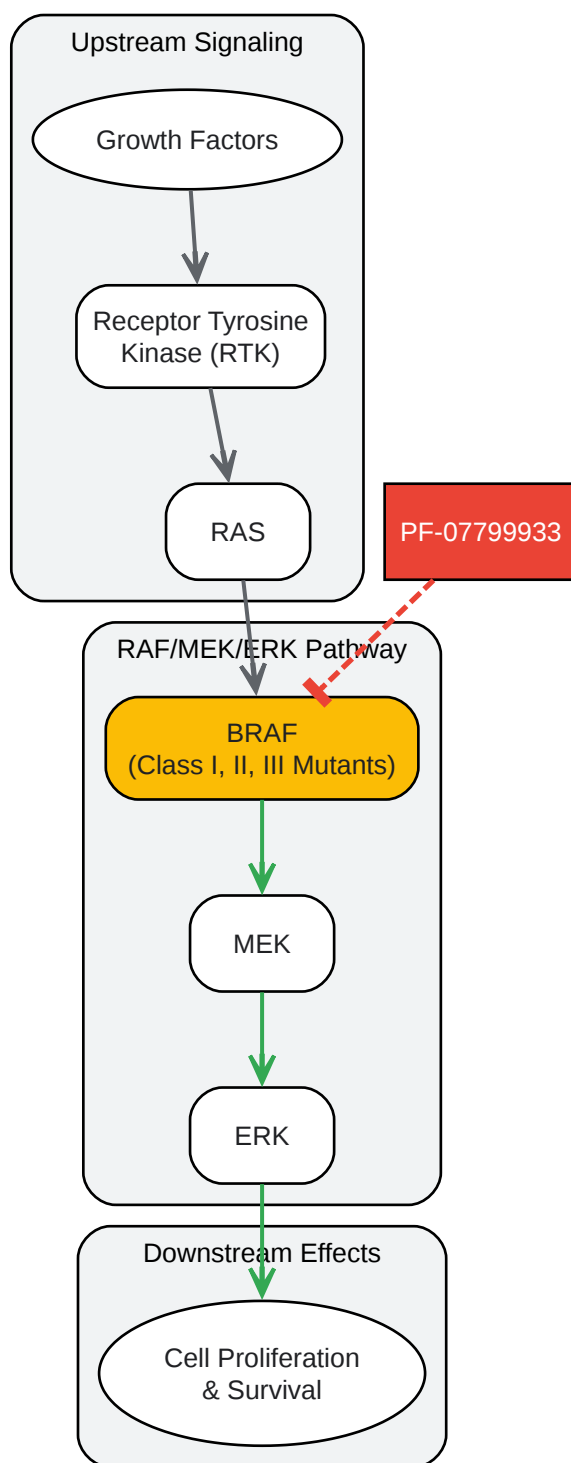 Upstream Signaling
Growth Factors
Receptor Tyrosine
Kinase (RTK)
RAS
PF-07799933
RAF/MEK/ERK Pathway
BRAF
(Class I, II, III Mutants)
MEK
ERK
Downstream Effects
Cell Proliferation
& Survival